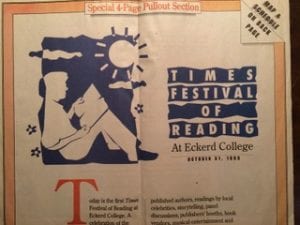 Special 4-Page Pullout Section
MAP &
SCHEDULE
ON BACK
PAGE
TIMES
FESTIVAL
OF
READING
At Eckerd College
Today is the first Times
Festival of Reading at
Eckerd College. A
celebration of the
published authors, readings by local
celebrities, storytelling, panel
discussions, publishers' booths, book
vendors, musical entertainment and